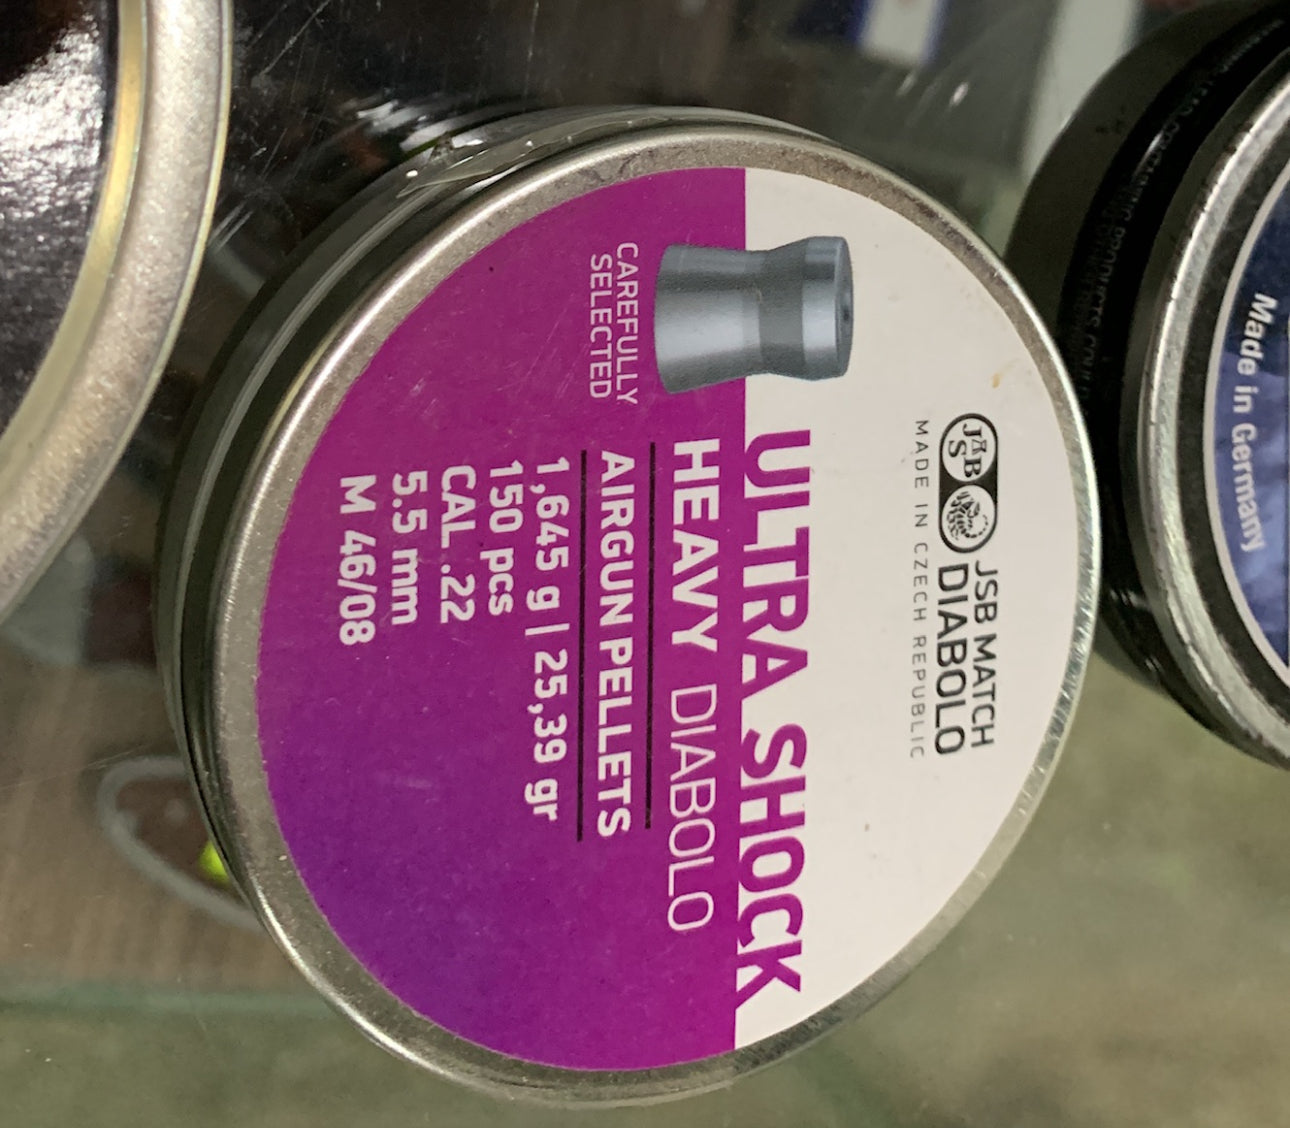 JSB
JSB MATCH
DIABOLO
MADE IN CZECH REPUBLIC
ULTRA SHOCK
HEAVY DIABOLO
CAREFULLY
SELECTED
AIRGUN PELLETS
1,645 g | 25,39 gr
150 pcs
CAL .22
5.5 mm
M 46/08
Made in Germany